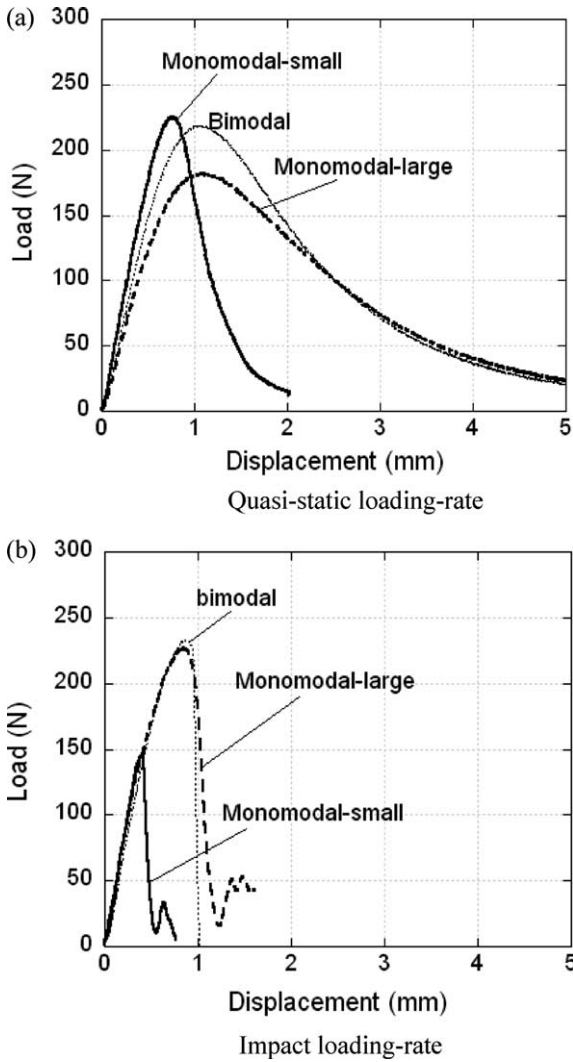 (a)
300
250
200
150
100
50
0
Load (N)
Monomodal-small
Bimodal
Monomodal-large
0 1 2 3 4 5
Displacement (mm)
Quasi-static loading-rate
(b)
300
250
200
150
100
50
0
Load (N)
bimodal
Monomodal-large
Monomodal-small
0 1 2 3 4 5
Displacement (mm)
Impact loading-rate